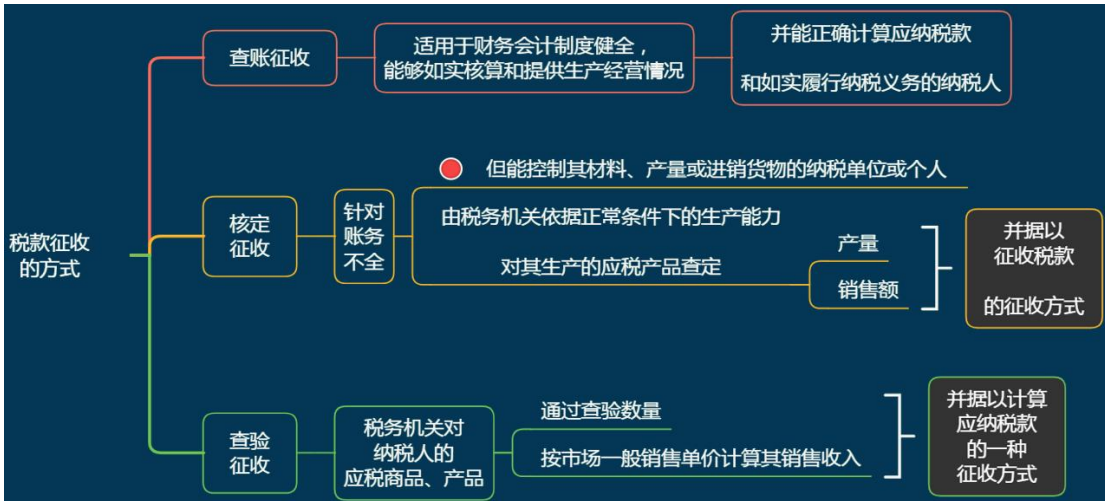 税款征收
的方式
查账征收
适用于财务会计制度健全，
能够如实核算和提供生产经营情况
并能正确计算应纳税款
和如实履行纳税义务的纳税人
核定
征收
针对
账务
不全
但能控制其材料、产量或进销货物的纳税单位或个人
由税务机关依据正常条件下的生产能力
对其生产的应税产品查定
产量
销售额
并据以
征收税款
的征收方式
查验
征收
税务机关对
纳税人的
应税商品、产品
通过查验数量
按市场一般销售单价计算其销售收入
并据以计算
应纳税款
的一种
征收方式